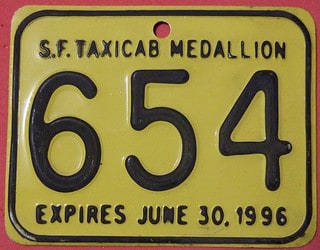 S.F. TAXICAB MEDALLION
654
EXPIRES JUNE 30, 1996